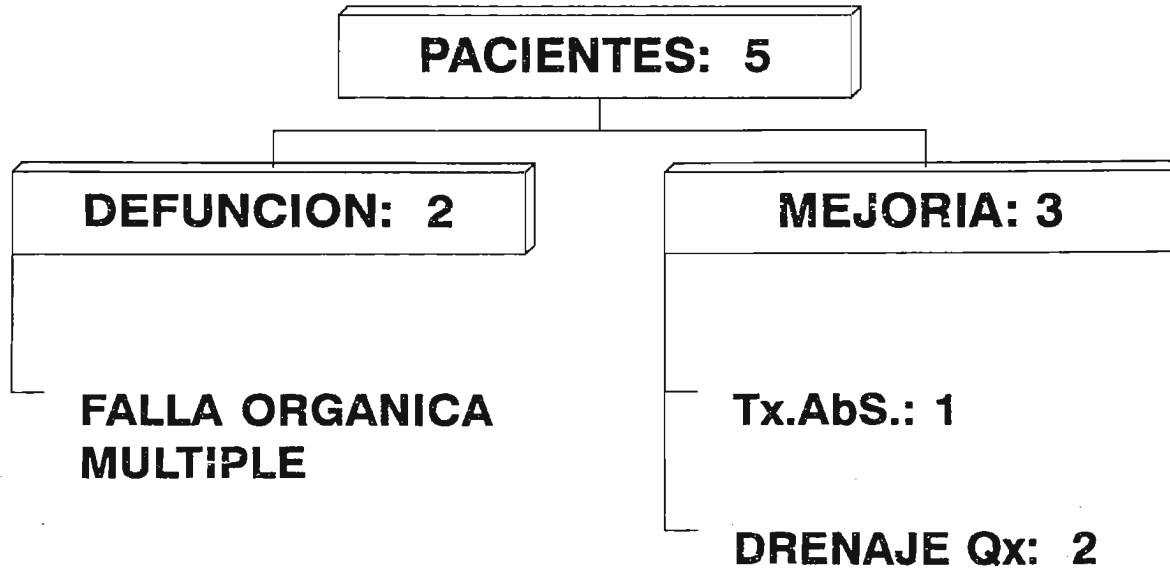 PACIENTES: 5
DEFUNCION: 2
MEJORIA: 3
FALLA ORGANICA
MULTIPLE
Tx.AbS.: 1
DRENAJE Qx: 2